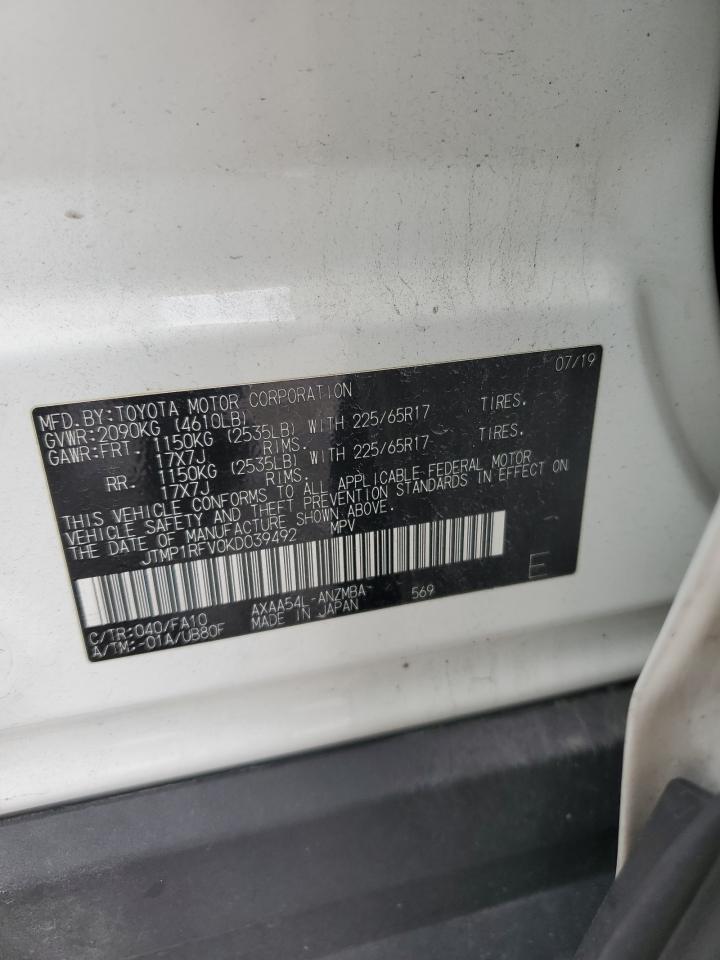 MFD.BY:TOYOTA MOTOR CORPORATION 07/19
GVWR:2090KG (4610LB)
GAWR:FRT. 1150KG (2535LB) WITH 225/65R17 TIRES.
17X7J RIMS.
RR. 1150KG (2535LB) WITH 225/65R17 TIRES.
17X7J RIMS.
THIS VEHICLE CONFORMS TO ALL APPLICABLE FEDERAL MOTOR
VEHICLE SAFETY AND THEFT PREVENTION STANDARDS IN EFFECT ON
THE DATE OF MANUFACTURE SHOWN ABOVE.
JTMP1RFV0KD039492 MPV
E
C/TR:040/FA10 AXAA54L-ANZMBA- 569
A/TM:-01A/UB80F MADE IN JAPAN